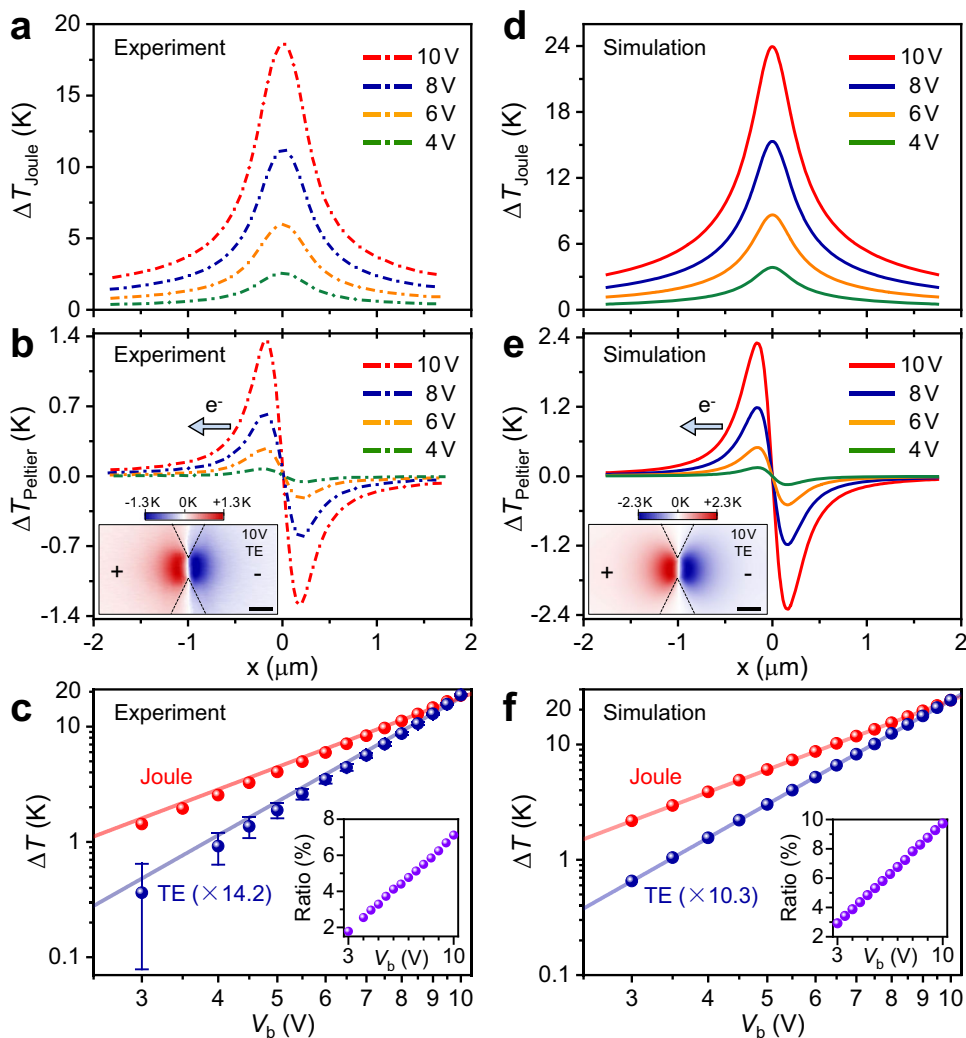 a
Experiment
10 V
8 V
6 V
4 V
20
15
10
5
0
ΔT_Joule (K)
d
Simulation
10 V
8 V
6 V
4 V
24
18
12
6
0
ΔT_Joule (K)
b
Experiment
10 V
8 V
6 V
4 V
e⁻
1.4
0.7
0.0
-0.7
-1.4
ΔT_Peltier (K)
-1.3K 0K +1.3K
10V
TE
+ -
-2 -1 0 1 2
x (μm)
e
Simulation
10 V
8 V
6 V
4 V
e⁻
2.4
1.2
0.0
-1.2
-2.4
ΔT_Peltier (K)
-2.3K 0K +2.3K
10V
TE
+ -
-2 -1 0 1 2
x (μm)
c
Experiment
Joule
TE (×14.2)
20
10
1
0.1
ΔT (K)
8
6
4
2
Ratio (%)
3 10
V_b (V)
3 4 5 6 7 8 9 10
V_b (V)
f
Simulation
Joule
TE (×10.3)
20
10
1
0.1
ΔT (K)
10
8
6
4
2
Ratio (%)
3 10
V_b (V)
3 4 5 6 7 8 9 10
V_b (V)